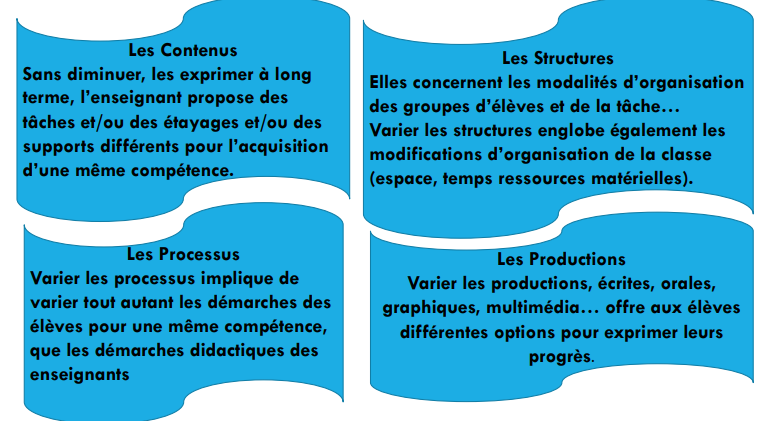 Les Contenus
Sans diminuer, les exprimer à long
terme, l'enseignant propose des
tâches et/ou des étayages et/ou des
supports différents pour l'acquisition
d'une même compétence.
Les Structures
Elles concernent les modalités d'organisation
des groupes d'élèves et de la tâche...
Varier les structures englobe également les
modifications d'organisation de la classe
(espace, temps ressources matérielles).
Les Processus
Varier les processus implique de
varier tout autant les démarches des
élèves pour une même compétence,
que les démarches didactiques des
enseignants
Les Productions
Varier les productions, écrites, orales,
graphiques, multimédia... offre aux élèves
différentes options pour exprimer leurs
progrès.